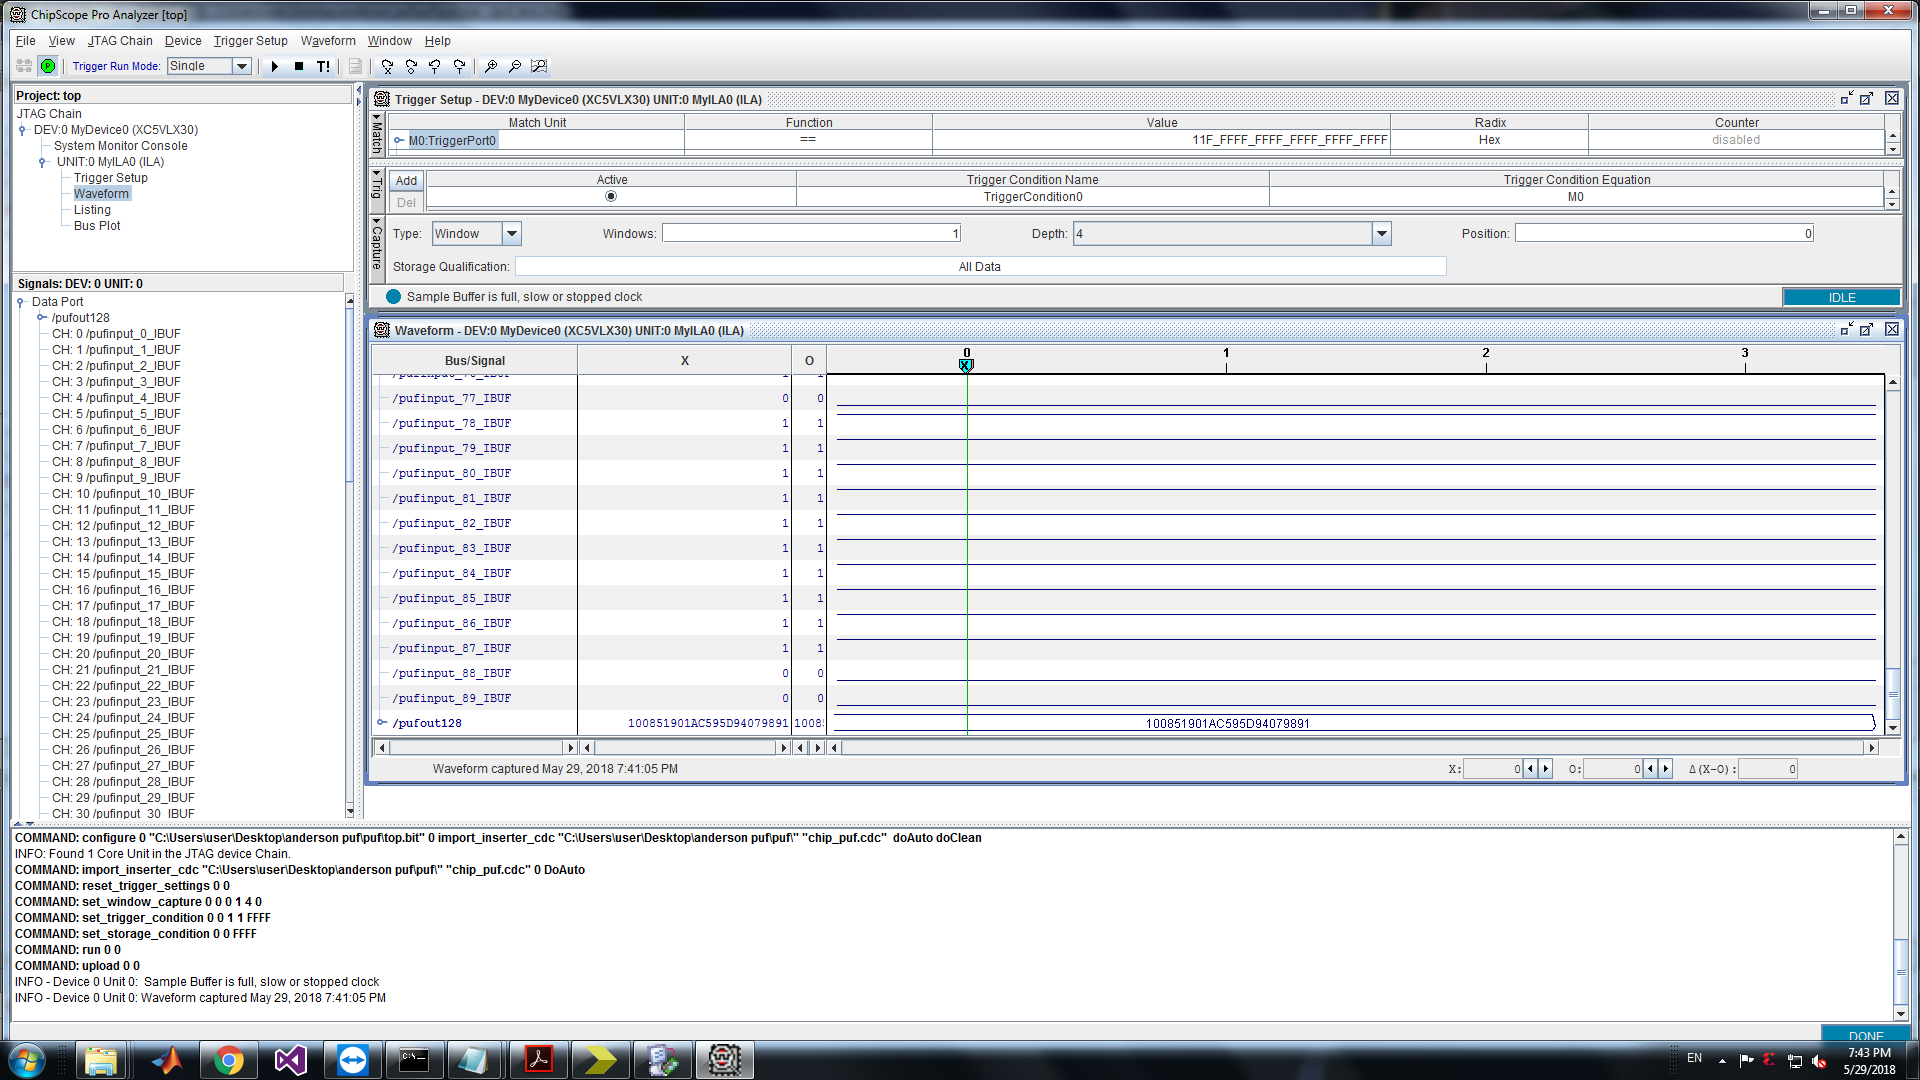 ChipScope Pro Analyzer [top]
File View JTAG Chain Device Trigger Setup Waveform Window Help
Trigger Run Mode: Single T!
Project: top
JTAG Chain
DEV:0 MyDevice0 (XC5VLX30)
System Monitor Console
UNIT:0 MyILA0 (ILA)
Trigger Setup
Waveform
Listing
Bus Plot
Signals: DEV: 0 UNIT: 0
Data Port
/pufout128
CH: 0 /pufinput_0_IBUF
CH: 1 /pufinput_1_IBUF
CH: 2 /pufinput_2_IBUF
CH: 3 /pufinput_3_IBUF
CH: 4 /pufinput_4_IBUF
CH: 5 /pufinput_5_IBUF
CH: 6 /pufinput_6_IBUF
CH: 7 /pufinput_7_IBUF
CH: 8 /pufinput_8_IBUF
CH: 9 /pufinput_9_IBUF
CH: 10 /pufinput_10_IBUF
CH: 11 /pufinput_11_IBUF
CH: 12 /pufinput_12_IBUF
CH: 13 /pufinput_13_IBUF
CH: 14 /pufinput_14_IBUF
CH: 15 /pufinput_15_IBUF
CH: 16 /pufinput_16_IBUF
CH: 17 /pufinput_17_IBUF
CH: 18 /pufinput_18_IBUF
CH: 19 /pufinput_19_IBUF
CH: 20 /pufinput_20_IBUF
CH: 21 /pufinput_21_IBUF
CH: 22 /pufinput_22_IBUF
CH: 23 /pufinput_23_IBUF
CH: 24 /pufinput_24_IBUF
CH: 25 /pufinput_25_IBUF
CH: 26 /pufinput_26_IBUF
CH: 27 /pufinput_27_IBUF
CH: 28 /pufinput_28_IBUF
CH: 29 /pufinput_29_IBUF
CH: 30 /pufinput_30_IBUF
Trigger Setup - DEV:0 MyDevice0 (XC5VLX30) UNIT:0 MyILA0 (ILA)
Match
Match Unit Function Value Radix Counter
M0:TriggerPort0 == 11F_FFFF_FFFF_FFFF_FFFF_FFFF Hex disabled
Trig
Add Active Trigger Condition Name Trigger Condition Equation
Del TriggerCondition0 M0
Capture
Type: Window Windows: 1 Depth: 4 Position: 0
Storage Qualification: All Data
Sample Buffer is full, slow or stopped clock IDLE
Waveform - DEV:0 MyDevice0 (XC5VLX30) UNIT:0 MyILA0 (ILA)
Bus/Signal X O 0 1 2 3
X
/pufinput_76_IBUF 1 1
/pufinput_77_IBUF 0 0
/pufinput_78_IBUF 1 1
/pufinput_79_IBUF 1 1
/pufinput_80_IBUF 1 1
/pufinput_81_IBUF 1 1
/pufinput_82_IBUF 1 1
/pufinput_83_IBUF 1 1
/pufinput_84_IBUF 1 1
/pufinput_85_IBUF 1 1
/pufinput_86_IBUF 1 1
/pufinput_87_IBUF 1 1
/pufinput_88_IBUF 0 0
/pufinput_89_IBUF 0 0
/pufout128 100851901AC595D94079891 1008 100851901AC595D94079891
Waveform captured May 29, 2018 7:41:05 PM X: 0 O: 0 Δ(X-O): 0
COMMAND: configure 0 "C:\Users\user\Desktop\anderson puf\puf\top.bit" 0 import_inserter_cdc "C:\Users\user\Desktop\anderson puf\puf\" "chip_puf.cdc" doAuto doClean
INFO: Found 1 Core Unit in the JTAG device Chain.
COMMAND: import_inserter_cdc "C:\Users\user\Desktop\anderson puf\puf\" "chip_puf.cdc" 0 DoAuto
COMMAND: reset_trigger_settings 0 0
COMMAND: set_window_capture 0 0 0 1 4 0
COMMAND: set_trigger_condition 0 0 1 1 FFFF
COMMAND: set_storage_condition 0 0 FFFF
COMMAND: run 0 0
COMMAND: upload 0 0
INFO - Device 0 Unit 0: Sample Buffer is full, slow or stopped clock
INFO - Device 0 Unit 0: Waveform captured May 29, 2018 7:41:05 PM
DONE
EN 7:43 PM
5/29/2018